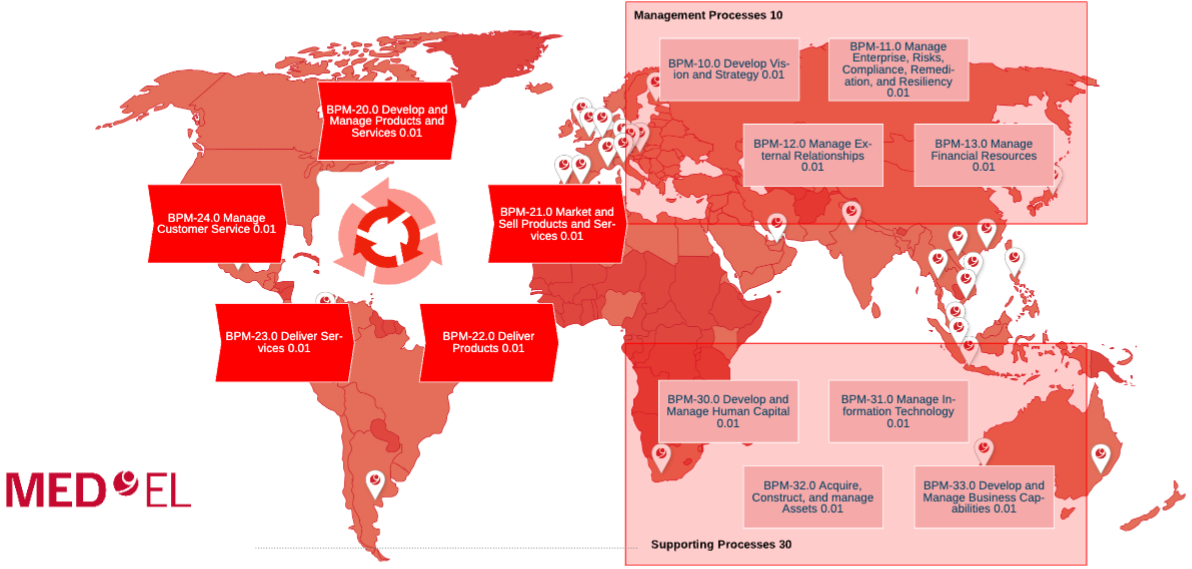 Management Processes 10
BPM-10.0 Develop Vis-
ion and Strategy 0.01
BPM-11.0 Manage
Enterprise, Risks,
Compliance, Remedi-
ation, and Resiliency
0.01
BPM-12.0 Manage Ex-
ternal Relationships
0.01
BPM-13.0 Manage
Financial Resources
0.01
BPM-20.0 Develop and
Manage Products and
Services 0.01
BPM-24.0 Manage
Customer Service 0.01
BPM-21.0 Market and
Sell Products and Ser-
vices 0.01
BPM-23.0 Deliver Ser-
vices 0.01
BPM-22.0 Deliver
Products 0.01
BPM-30.0 Develop and
Manage Human Capital
0.01
BPM-31.0 Manage In-
formation Technology
0.01
BPM-32.0 Acquire,
Construct, and manage
Assets 0.01
BPM-33.0 Develop and
Manage Business Cap-
abilities 0.01
Supporting Processes 30
MED EL